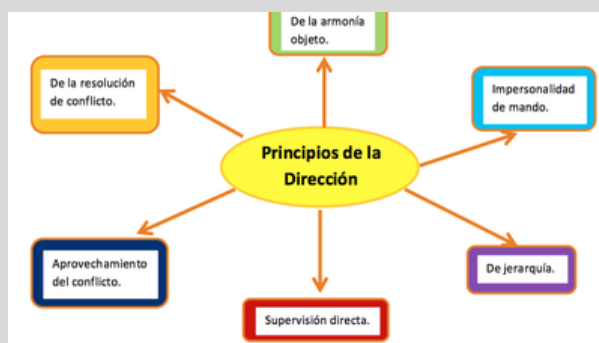 De la armonía
objeto.
De la resolución
de conflicto.
Impersonalidad
de mando.
Principios de la
Dirección
Aprovechamiento
del conflicto.
De jerarquía.
Supervisión directa.